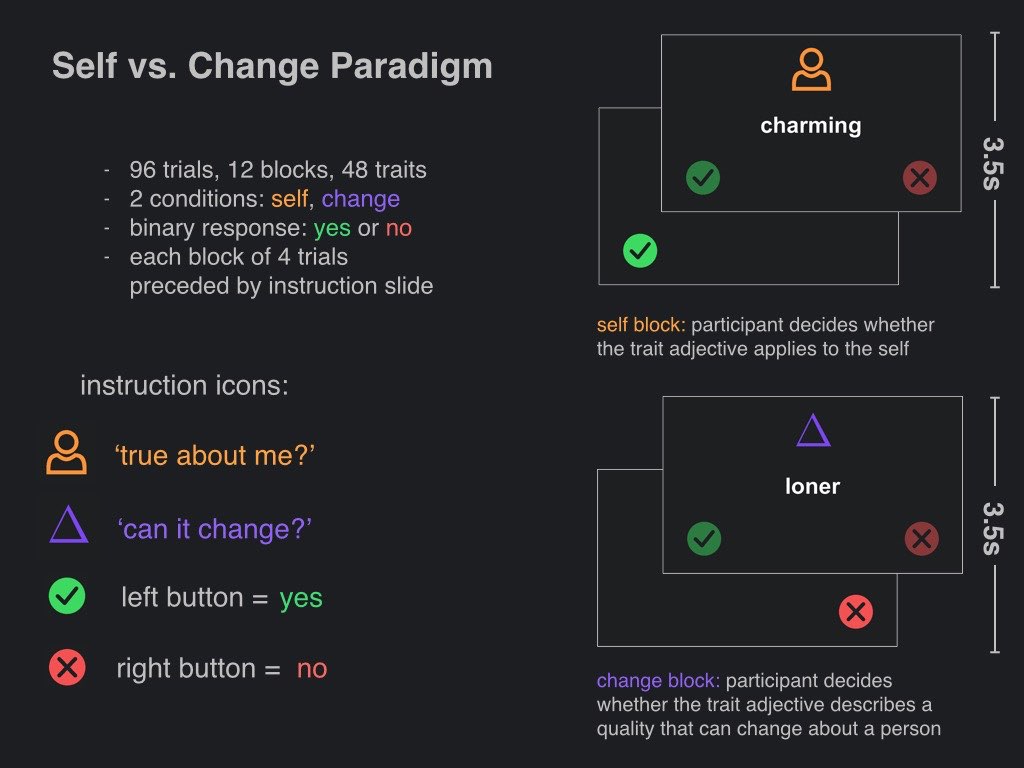 Self vs. Change Paradigm
- 96 trials, 12 blocks, 48 traits
- 2 conditions: self, change
- binary response: yes or no
- each block of 4 trials
preceded by instruction slide
instruction icons:
‘true about me?’
‘can it change?’
left button = yes
right button = no
charming
3.5s
self block: participant decides whether
the trait adjective applies to the self
loner
3.5s
change block: participant decides
whether the trait adjective describes a
quality that can change about a person